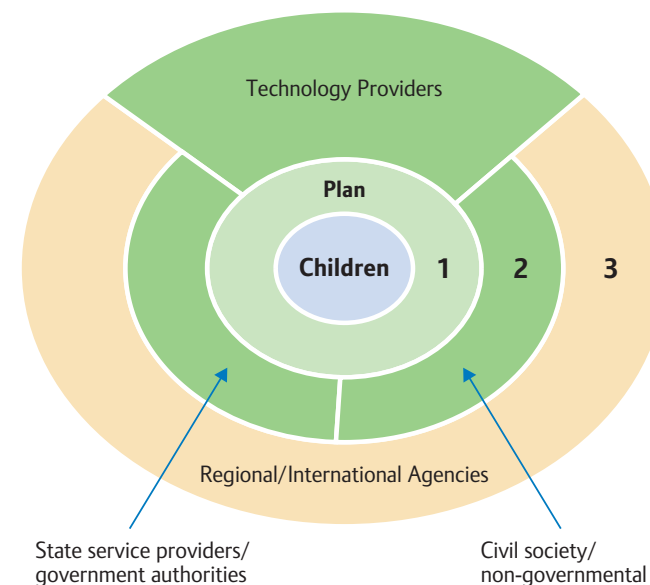 Technology Providers
Plan
Children
1
2
3
Regional/International Agencies
State service providers/
government authorities
Civil society/
non-governmental